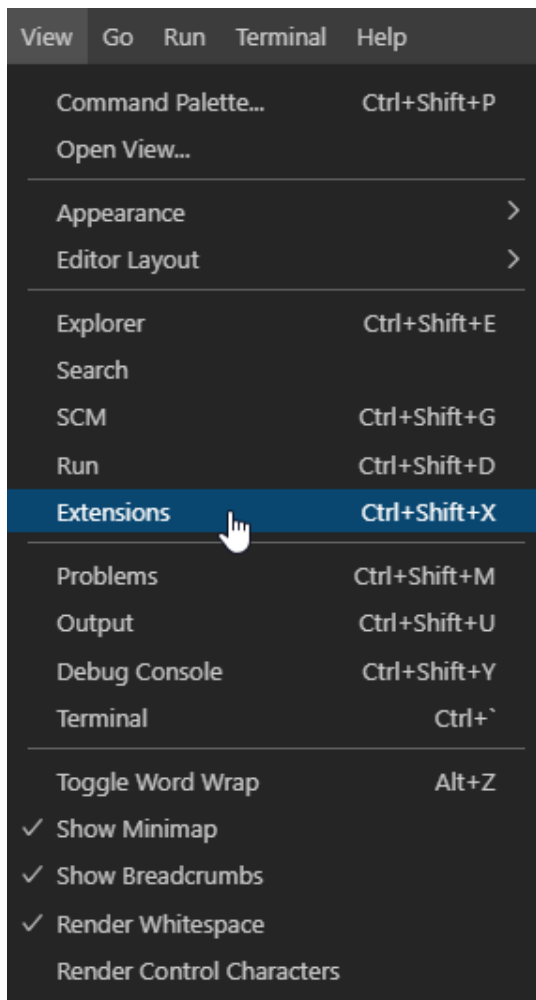 View Go Run Terminal Help
Command Palette... Ctrl+Shift+P
Open View...
Appearance
Editor Layout
Explorer Ctrl+Shift+E
Search
SCM Ctrl+Shift+G
Run Ctrl+Shift+D
Extensions Ctrl+Shift+X
Problems Ctrl+Shift+M
Output Ctrl+Shift+U
Debug Console Ctrl+Shift+Y
Terminal Ctrl+`
Toggle Word Wrap Alt+Z
Show Minimap
Show Breadcrumbs
Render Whitespace
Render Control Characters